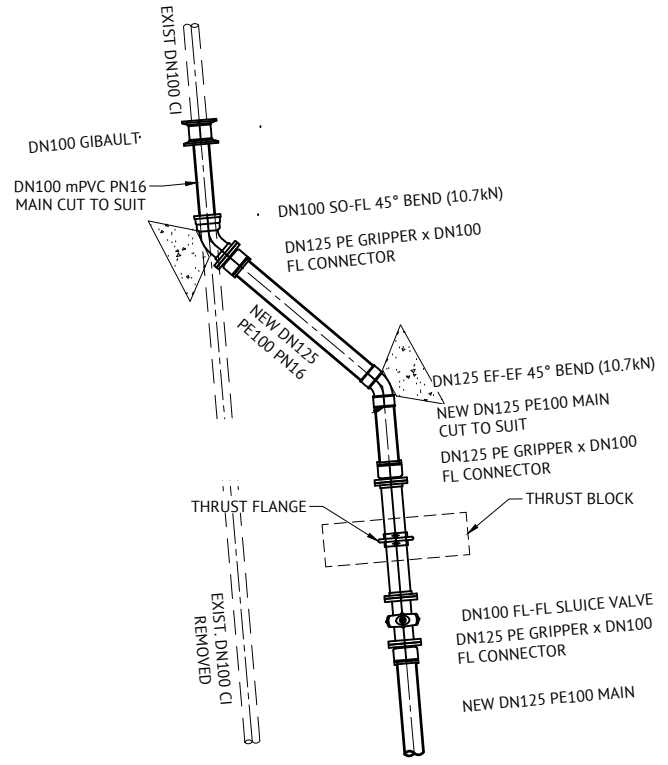 EXIST DN100 CI
DN100 GIBAULT
DN100 mPVC PN16
MAIN CUT TO SUIT
DN100 SO-FL 45° BEND (10.7kN)
DN125 PE GRIPPER x DN100
FL CONNECTOR
NEW DN125
PE100 PN16
DN125 EF-EF 45° BEND (10.7kN)
NEW DN125 PE100 MAIN
CUT TO SUIT
DN125 PE GRIPPER x DN100
FL CONNECTOR
THRUST FLANGE
THRUST BLOCK
EXIST. DN100 CI
REMOVED
DN100 FL-FL SLUICE VALVE
DN125 PE GRIPPER x DN100
FL CONNECTOR
NEW DN125 PE100 MAIN